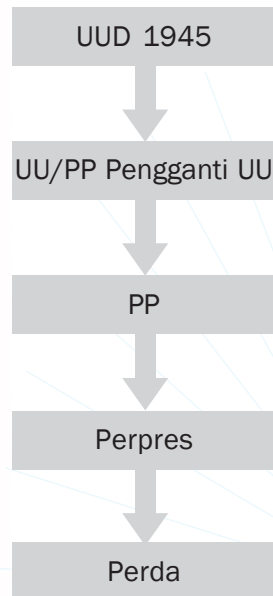 UUD 1945
UU/PP Pengganti UU
PP
Perpres
Perda